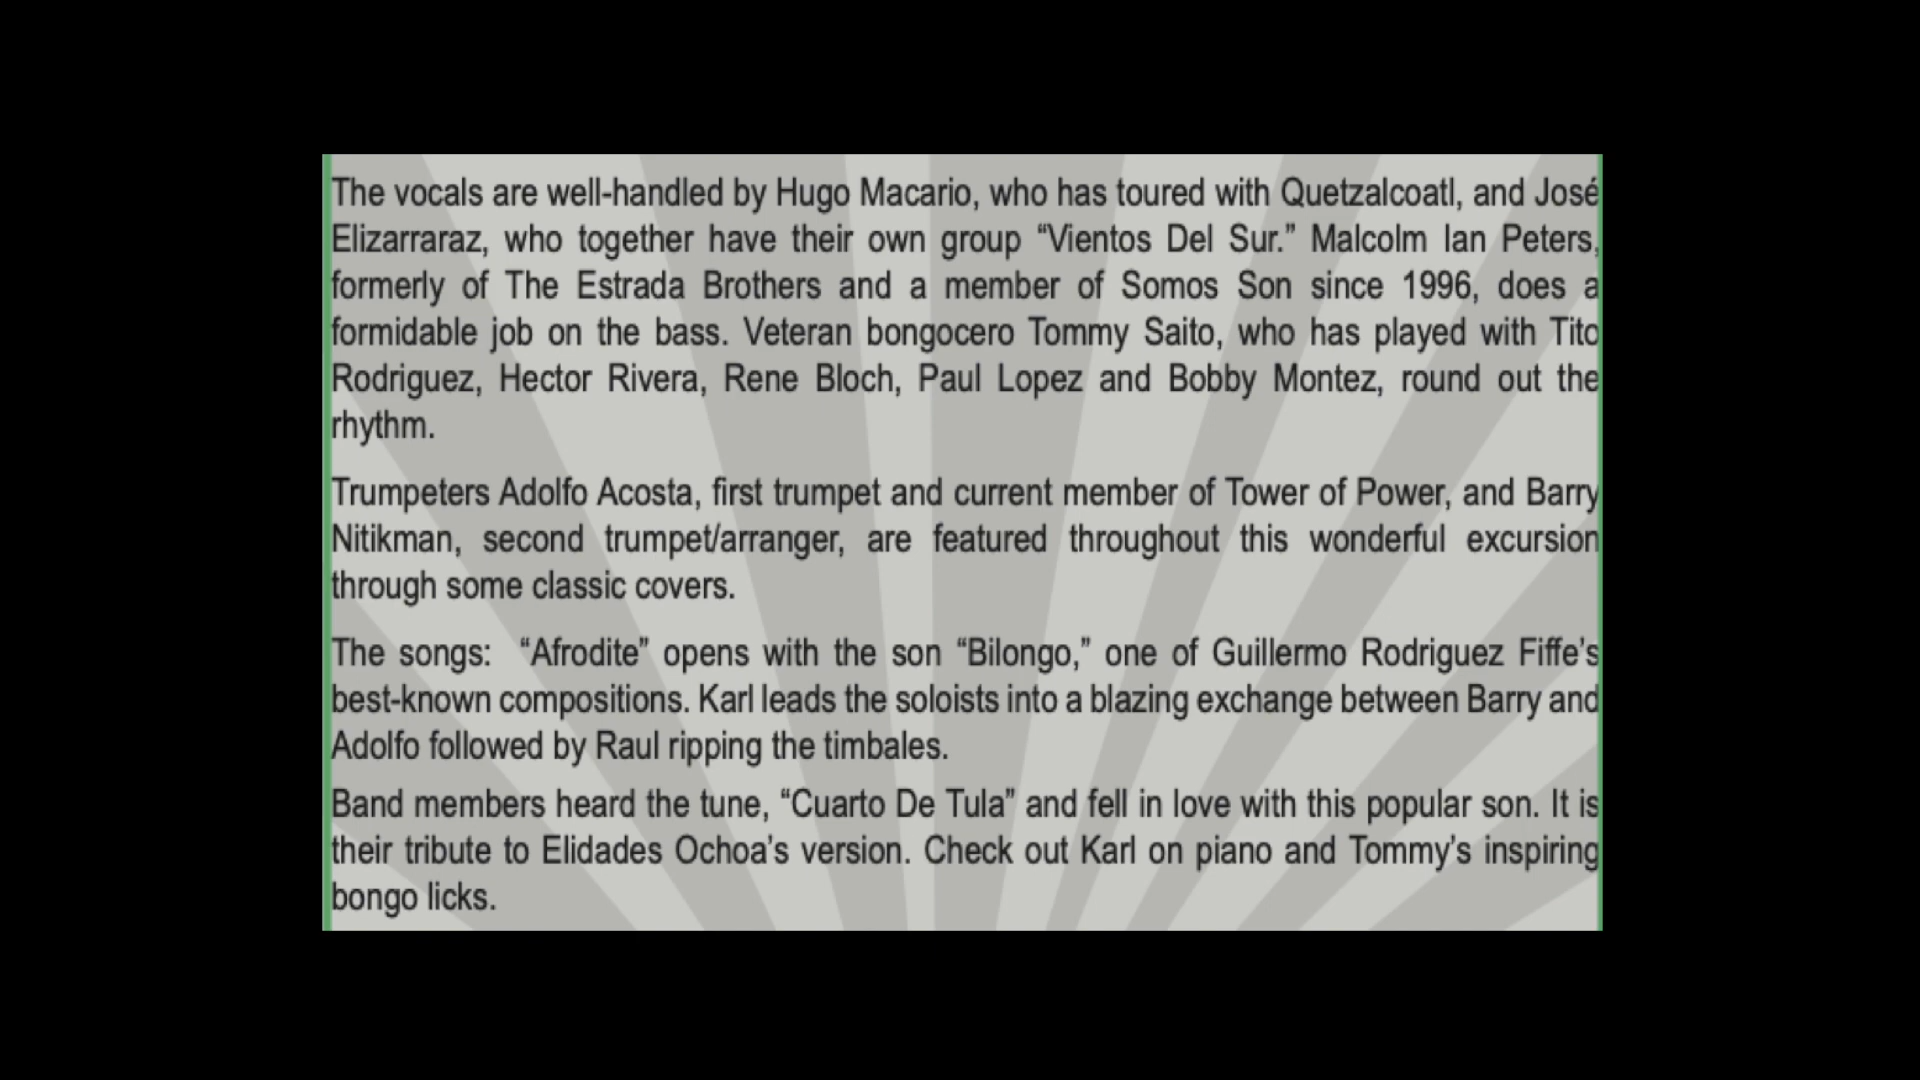 The vocals are well-handled by Hugo Macario, who has toured with Quetzalcoatl, and José
Elizarraraz, who together have their own group “Vientos Del Sur.” Malcolm Ian Peters,
formerly of The Estrada Brothers and a member of Somos Son since 1996, does a
formidable job on the bass. Veteran bongocero Tommy Saito, who has played with Tito
Rodriguez, Hector Rivera, Rene Bloch, Paul Lopez and Bobby Montez, round out the
rhythm.
Trumpeters Adolfo Acosta, first trumpet and current member of Tower of Power, and Barry
Nitikman, second trumpet/arranger, are featured throughout this wonderful excursion
through some classic covers.
The songs:  “Afrodite” opens with the son “Bilongo,” one of Guillermo Rodriguez Fiffe’s
best-known compositions. Karl leads the soloists into a blazing exchange between Barry and
Adolfo followed by Raul ripping the timbales.
Band members heard the tune, “Cuarto De Tula” and fell in love with this popular son. It is
their tribute to Elidades Ochoa’s version. Check out Karl on piano and Tommy’s inspiring
bongo licks.